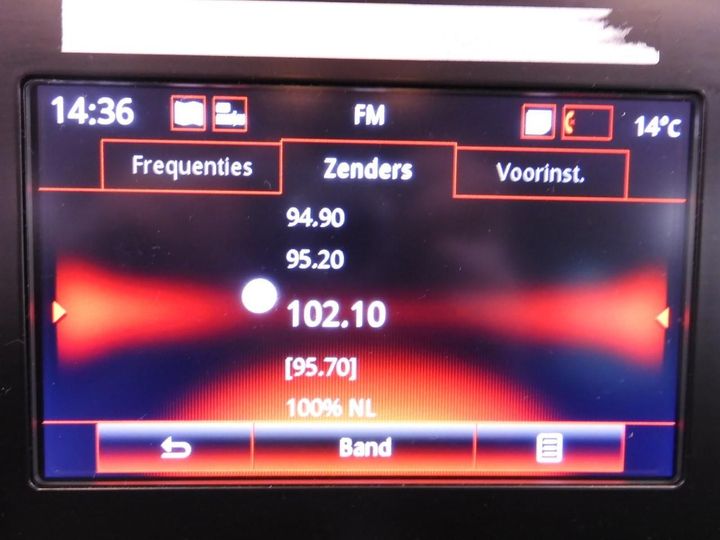 14:36
FM
14°C
Frequenties
Zenders
Voorinst.
94.90
95.20
102.10
[95.70]
100% NL
Band